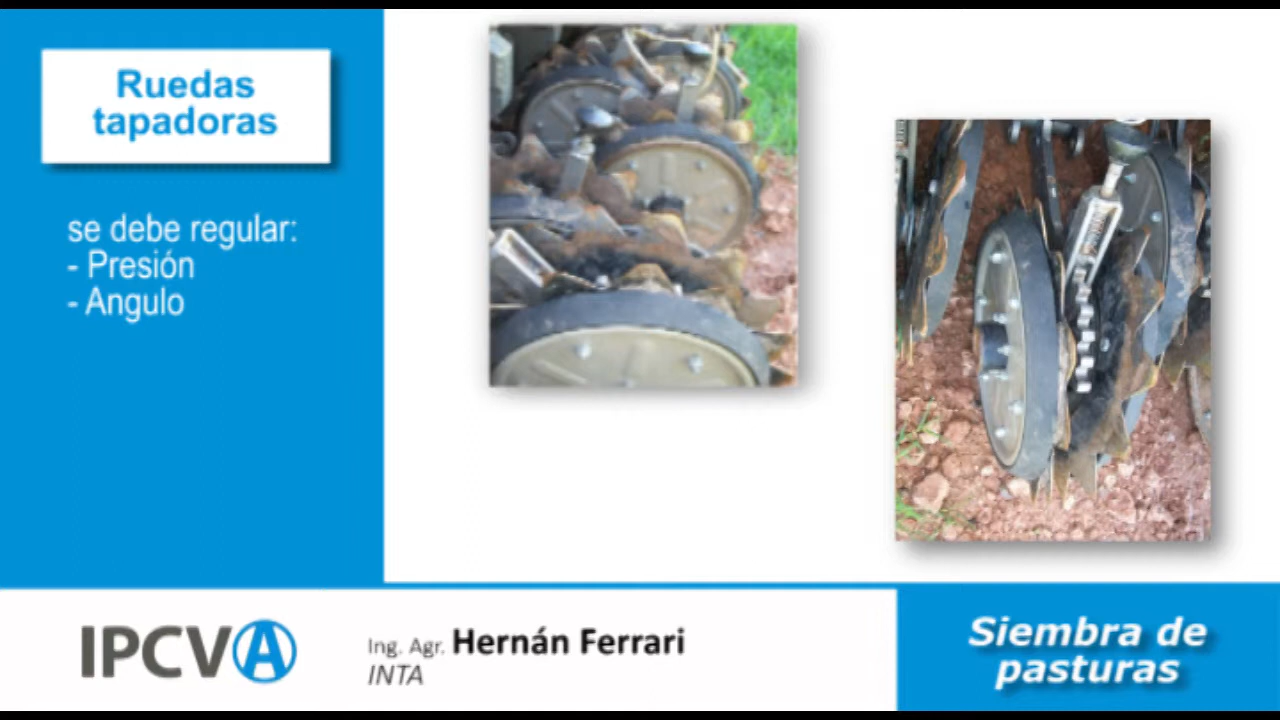 Ruedas
tapadoras
se debe regular:
- Presión
- Angulo
IPCVA
Ing. Agr. Hernán Ferrari
INTA
Siembra de
pasturas